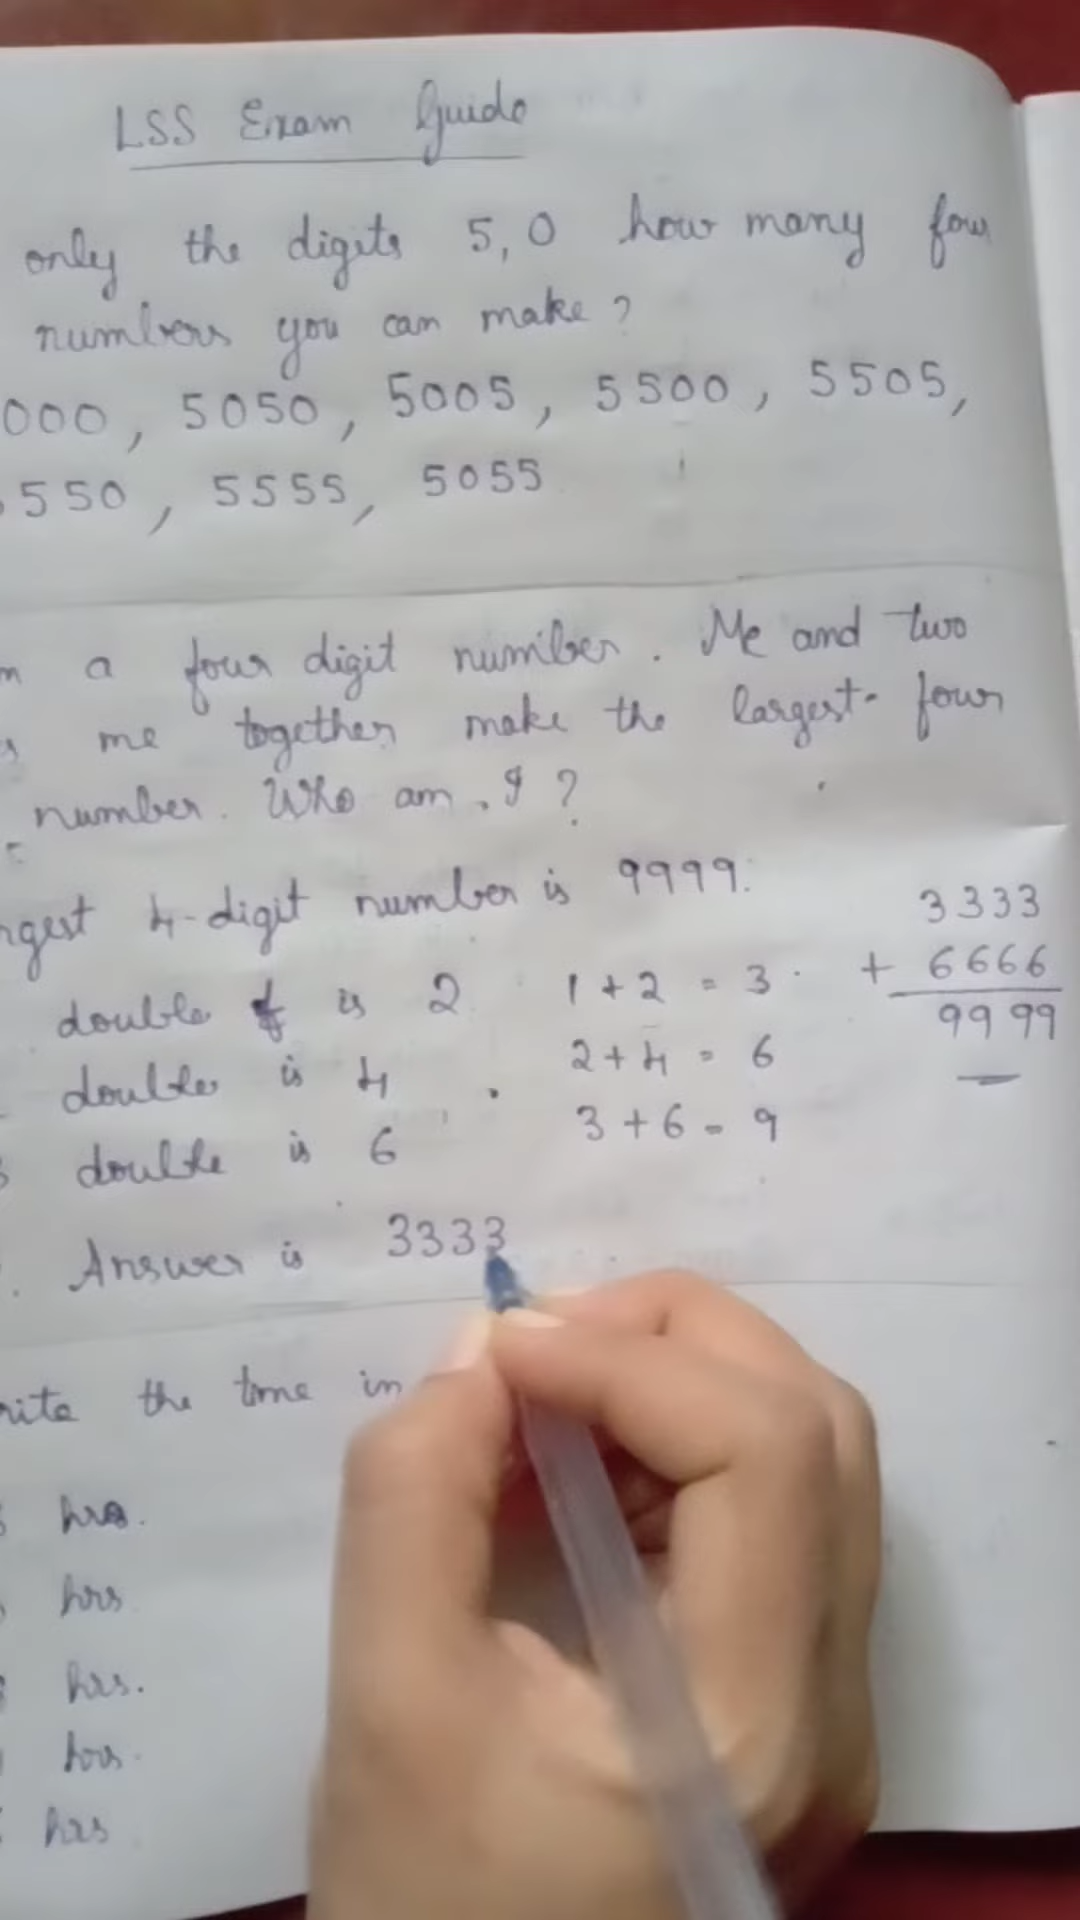 LSS Exam Guide
only the digits 5,0 how many four
numbers you can make?
000, 5050, 5005, 5500, 5505,
550, 5555, 5055
a four digit number. Me and two
me together make the largest four
number. Who am I?
4-digit number is 9999.
3333
double is 2 1+2 = 3 + 6666
9999
double is 4 2+4 = 6
double is 6 3+6 = 9
Answer is 3333
the time in
hrs.
hrs
hrs.
hrs.
hrs